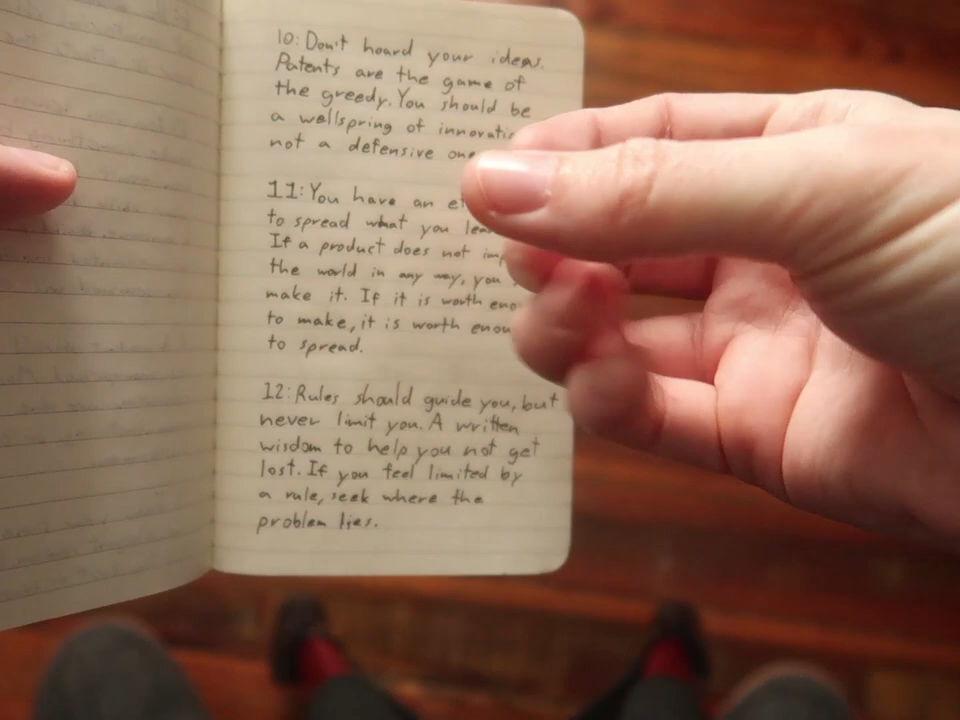 10: Don't hoard your ideas.
Patents are the game of
the greedy. You should be
a wellspring of innovatio
not a defensive one
11: You have an
to spread what you
If a product does not
the world in any way, you
make it. If it is worth
to make, it is worth
to spread.
12: Rules should guide you, but
never limit you. A written
wisdom to help you not get
lost. If you feel limited by
a rule, seek where the
problem lies.